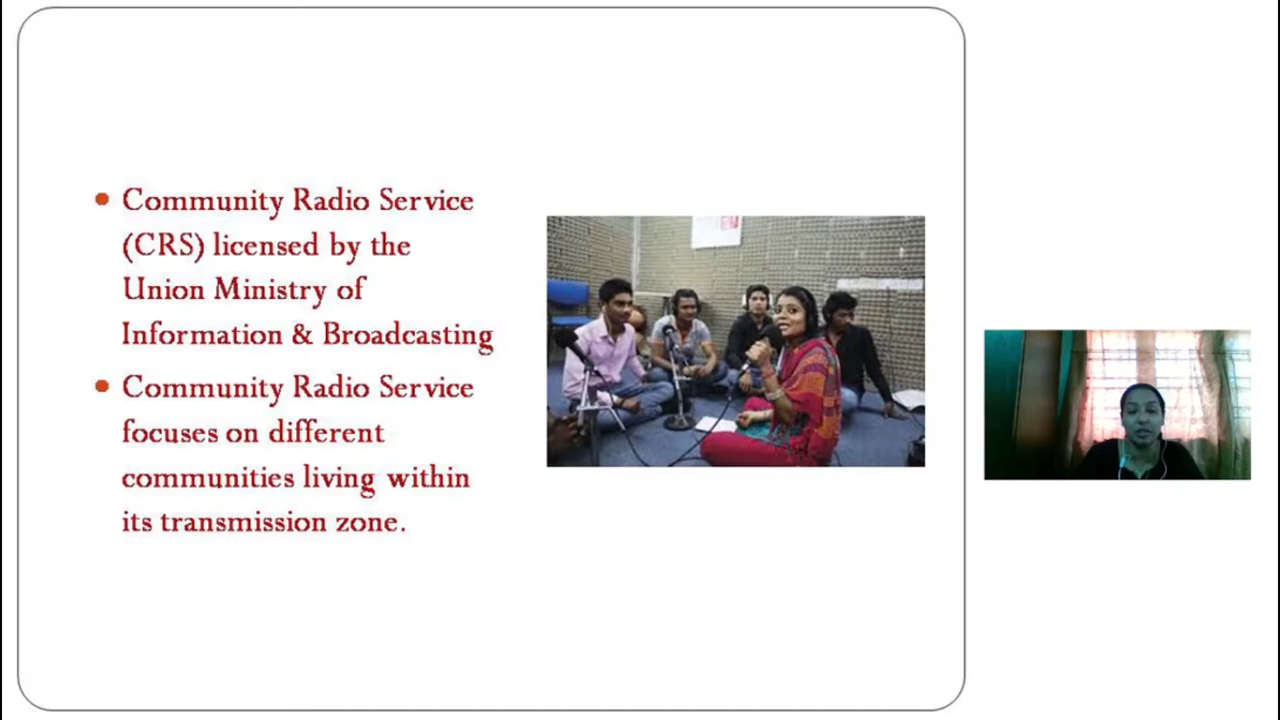 Community Radio Service
(CRS) licensed by the
Union Ministry of
Information & Broadcasting
Community Radio Service
focuses on different
communities living within
its transmission zone.